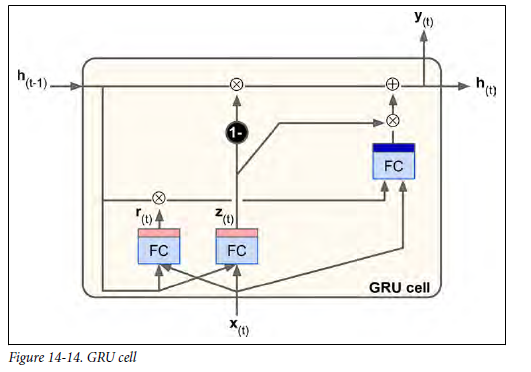 y(t)
h(t-1)
h(t)
1-
FC
r(t)
z(t)
FC
FC
GRU cell
x(t)
Figure 14-14. GRU cell